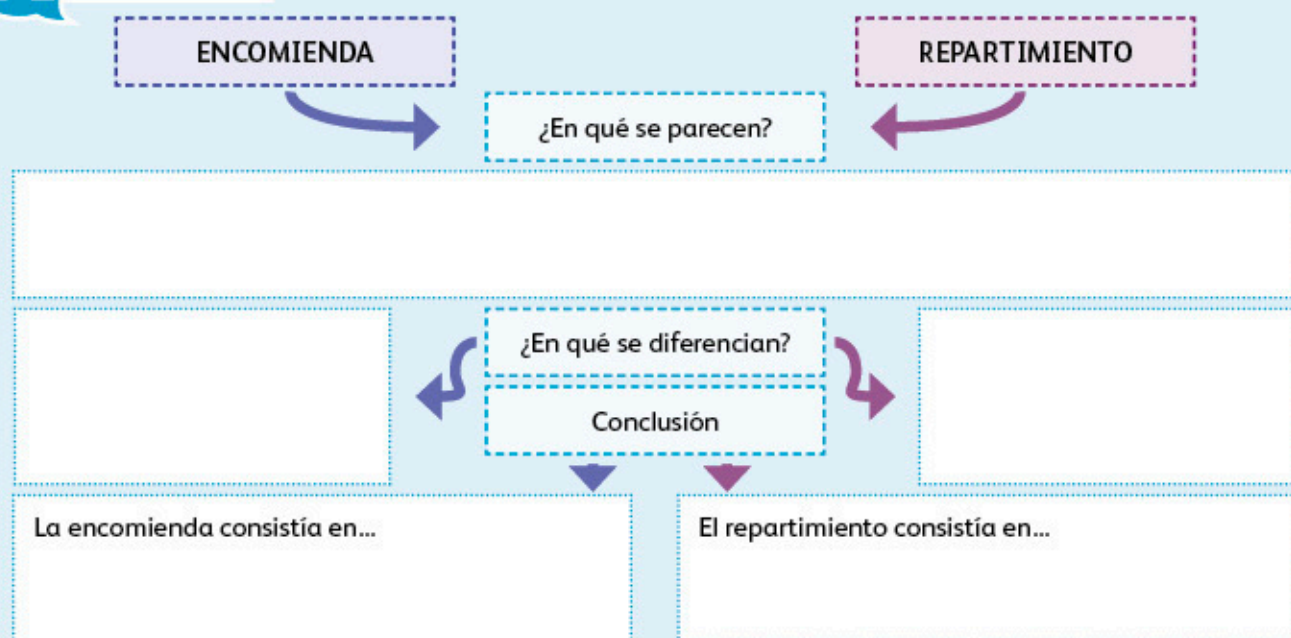 ENCOMIENDA
REPARTIMIENTO
¿En qué se parecen?
¿En qué se diferencian?
Conclusión
La encomienda consistía en...
El repartimiento consistía en...